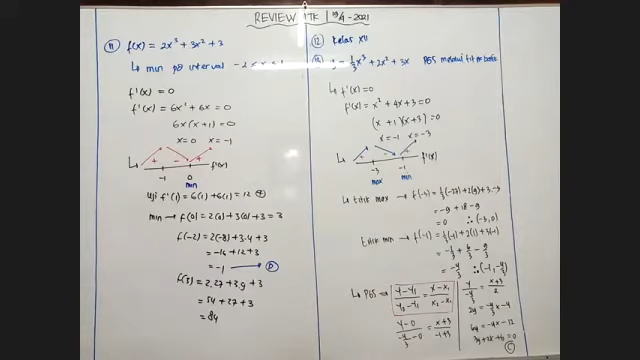 REVIEW MTK | 19/4 - 2021
11 f(x) = 2x³ + 3x² + 3
↳ min pd interval - 2 < x <
f'(x) = 0
f'(x) = 6x² + 6x = 0
6x(x + 1) = 0
x = 0 x = -1
+ - + f'(x)
-1 0
min
Uji f'(1) = 6(1) + 6(1) = 12 ⊕
min → f(0) = 2(0) + 3(0) + 3 = 3
f(-2) = 2(-8) + 3.4 + 3
= -16 + 12 + 3
= -1 → D
f(3) = 2.27 + 3.9 + 3
= 54 + 27 + 3
= 84
12 Kelas XII
13 1/3 x³ + 2x² + 3x PGS melalui titik balik
↳ f'(x) = 0
f'(x) = x² + 4x + 3 = 0
(x + 1)(x + 3) = 0
x = -1 x = -3
+ - + f'(x)
-3 -1
max min
↳ titik max → f(-3) = 1/3(-27) + 2(9) + 3.-3
= -9 + 18 - 9
= 0 ∴ (-3, 0)
titik min → f(-1) = 1/3(-1) + 2(1) + 3(-1)
= -1/3 + 6/3 - 9/3
= -4/3 ∴ (-1, -4/3)
↳ PGS → y - y₁ / y₂ - y₁ = x - x₁ / x₂ - x₁
y - 0 / -4/3 - 0 = x + 3 / -1 + 3
y / -4/3 = x + 3 / 2
2y = -4/3 x - 4
6y = -4x - 12
3y + 2x + 6 = 0
C